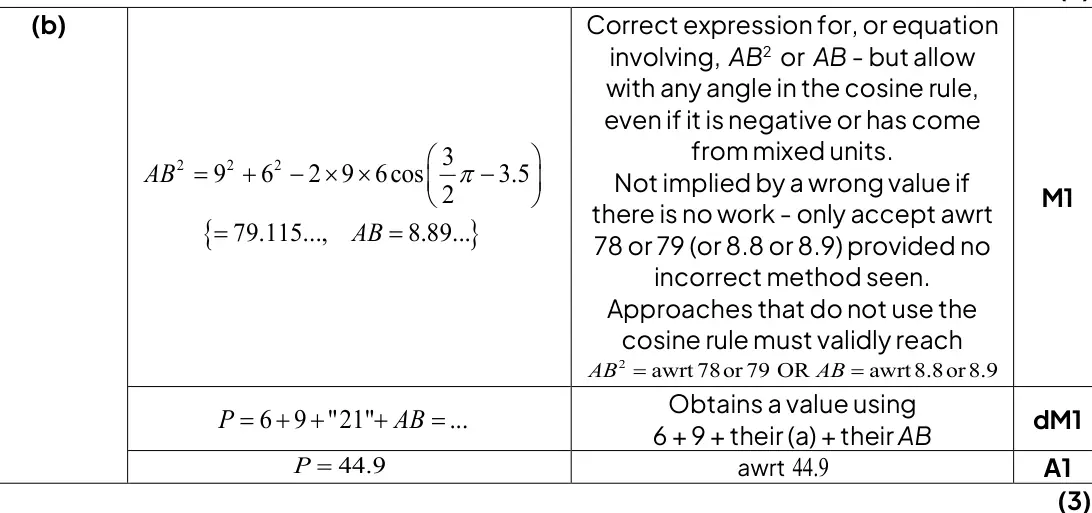 (b)
Correct expression for, or equation
involving, AB² or AB - but allow
with any angle in the cosine rule,
even if it is negative or has come
from mixed units.
Not implied by a wrong value if
there is no work - only accept awrt
78 or 79 (or 8.8 or 8.9) provided no
incorrect method seen.
Approaches that do not use the
cosine rule must validly reach
AB² = awrt 78 or 79 OR AB = awrt 8.8 or 8.9
AB² = 9² + 6² − 2×9×6cos(3/2 π − 3.5)
{= 79.115..., AB = 8.89...}
M1
P = 6 + 9 + "21" + AB = ...
Obtains a value using
6 + 9 + their (a) + their AB
dM1
P = 44.9
awrt 44.9
A1
(3)